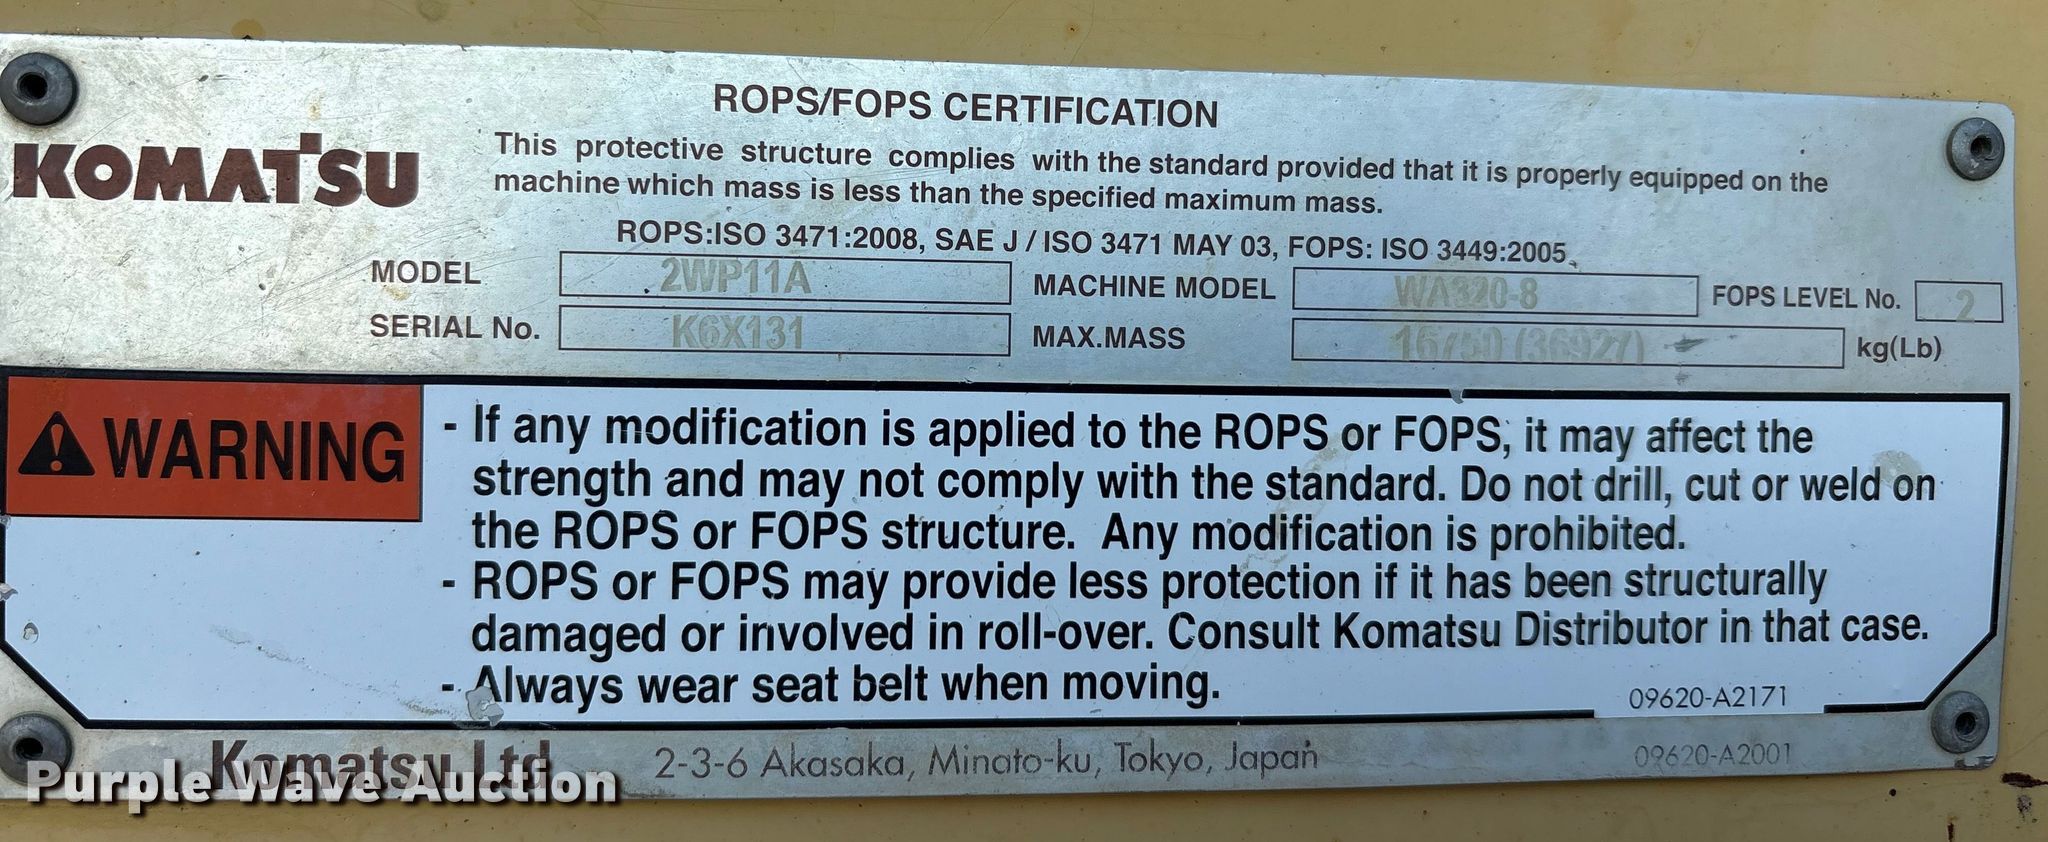 ROPS/FOPS CERTIFICATION
KOMATSU
This protective structure complies with the standard provided that it is properly equipped on the
machine which mass is less than the specified maximum mass.
ROPS:ISO 3471:2008, SAE J / ISO 3471 MAY 03, FOPS: ISO 3449:2005
MODEL 2WP11A MACHINE MODEL WA320-8 FOPS LEVEL No. 2
SERIAL No. K6X131 MAX.MASS 16750 (36927) kg(Lb)
WARNING
- If any modification is applied to the ROPS or FOPS, it may affect the
strength and may not comply with the standard. Do not drill, cut or weld on
the ROPS or FOPS structure. Any modification is prohibited.
- ROPS or FOPS may provide less protection if it has been structurally
damaged or involved in roll-over. Consult Komatsu Distributor in that case.
- Always wear seat belt when moving.
09620-A2171
Komatsu Ltd 2-3-6 Akasaka, Minato-ku, Tokyo, Japan 09620-A2001
Purple Wave Auction